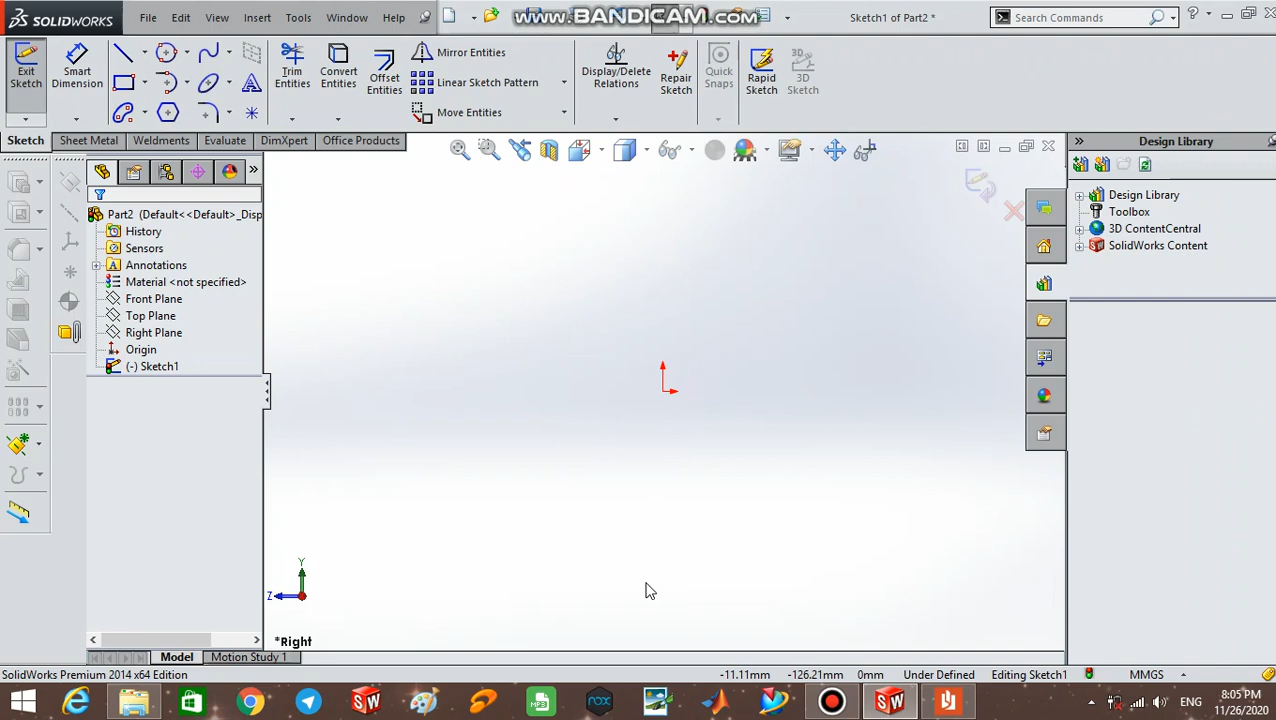 SOLIDWORKS File Edit View Insert Tools Window Help www.BANDICAM.com Sketch1 of Part2 * Search Commands
Exit Sketch
Smart Dimension
Trim Entities
Convert Entities
Offset Entities
Mirror Entities
Linear Sketch Pattern
Move Entities
Display/Delete Relations
Repair Sketch
Quick Snaps
Rapid Sketch
3D Sketch
Sketch Sheet Metal Weldments Evaluate DimXpert Office Products
Design Library
Part2 (Default<<Default>_Disp
History
Sensors
Annotations
Material <not specified>
Front Plane
Top Plane
Right Plane
Origin
(-) Sketch1
Design Library
Toolbox
3D ContentCentral
SolidWorks Content
Y
Z
*Right
Model Motion Study 1
SolidWorks Premium 2014 x64 Edition -11.11mm -126.21mm 0mm Under Defined Editing Sketch1 MMGS
ENG
8:05 PM
11/26/2020